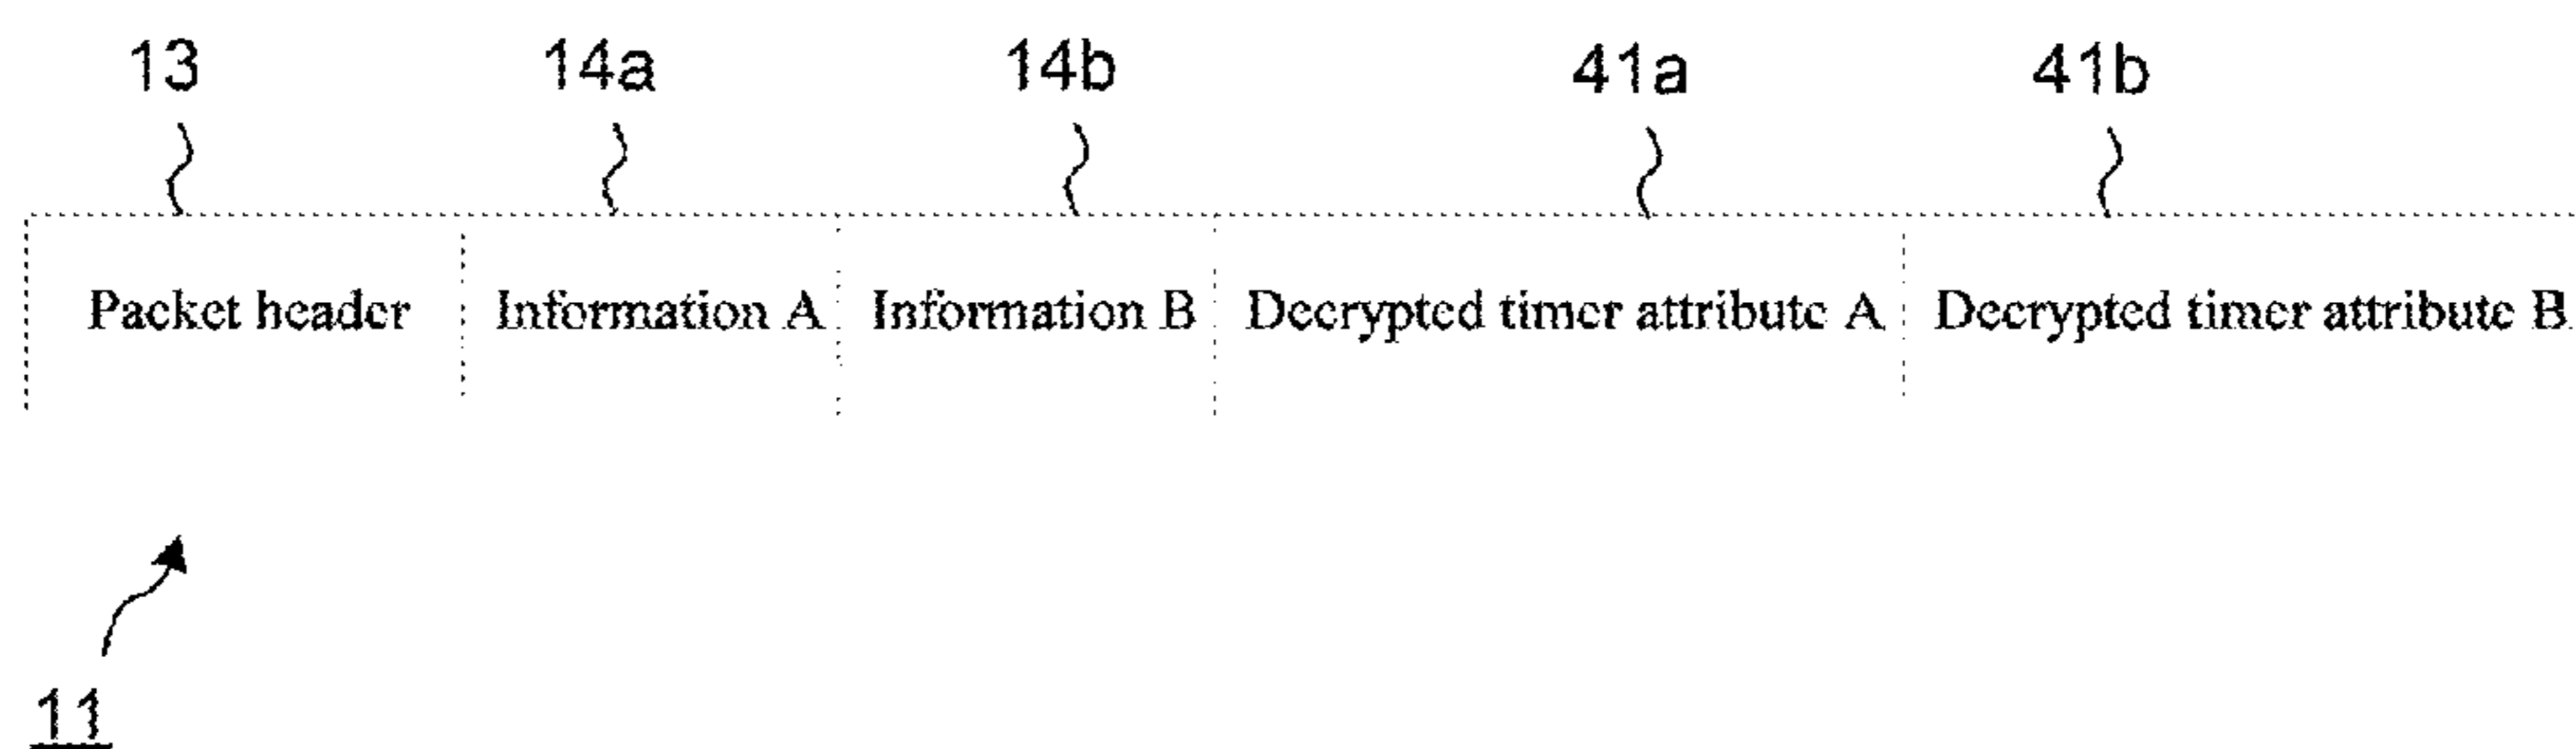 13 14a 14b 41a 41b
Packet header Information A Information B Decrypted timer attribute A Decrypted timer attribute B
11